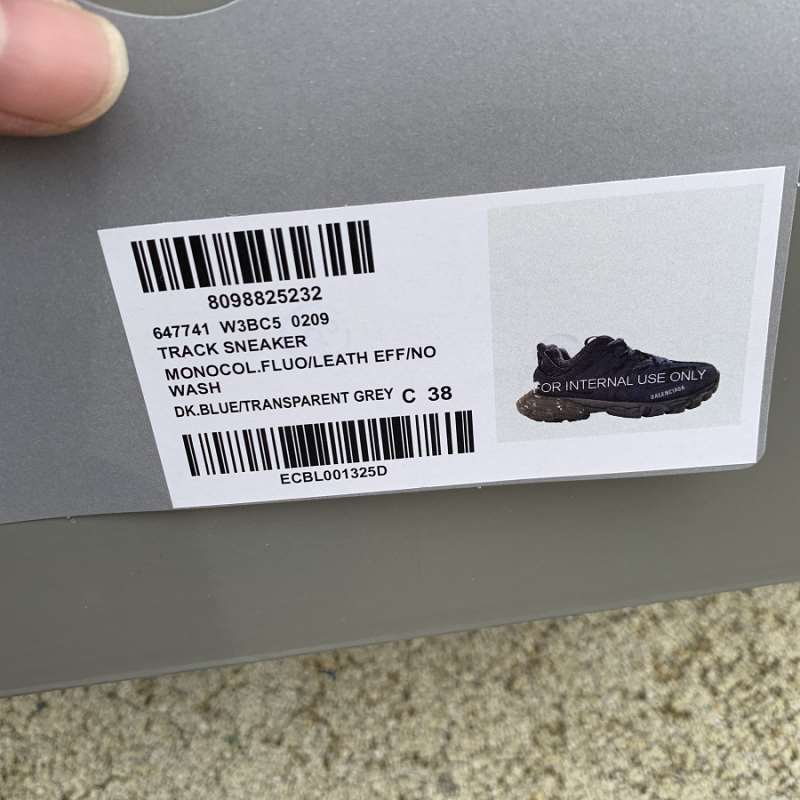 8098825232
647741 W3BC5 0209
TRACK SNEAKER
MONOCOL.FLUO/LEATH EFF/NO
WASH
DK.BLUE/TRANSPARENT GREY C 38
ECBL001325D
FOR INTERNAL USE ONLY
BALENCIAGA